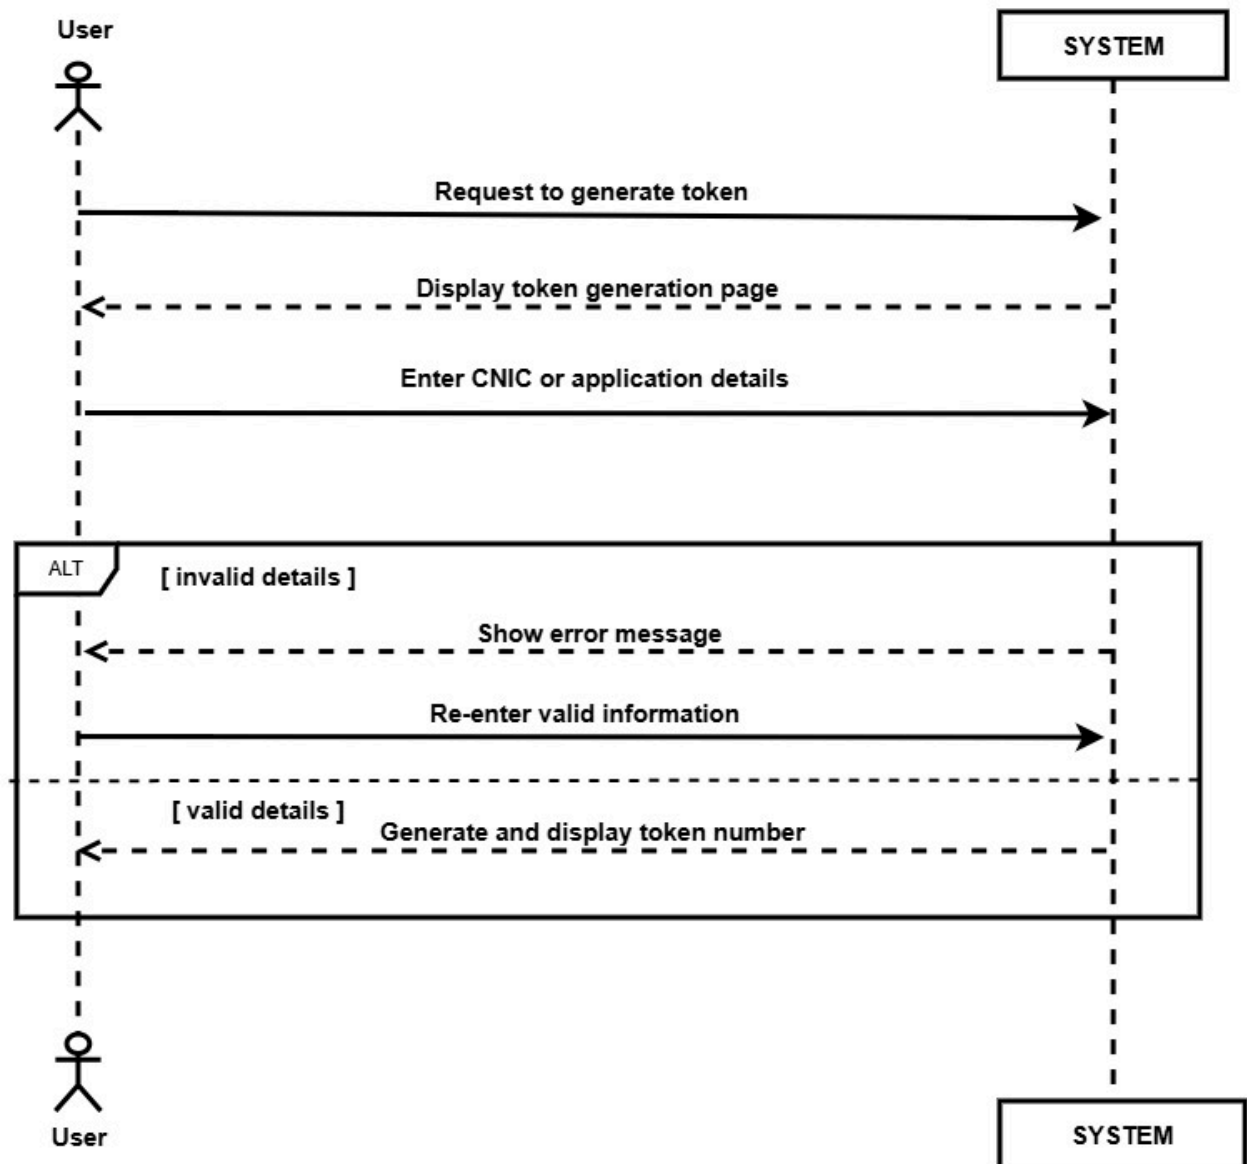 User
SYSTEM
Request to generate token
Display token generation page
Enter CNIC or application details
ALT
[ invalid details ]
Show error message
Re-enter valid information
[ valid details ]
Generate and display token number
User
SYSTEM